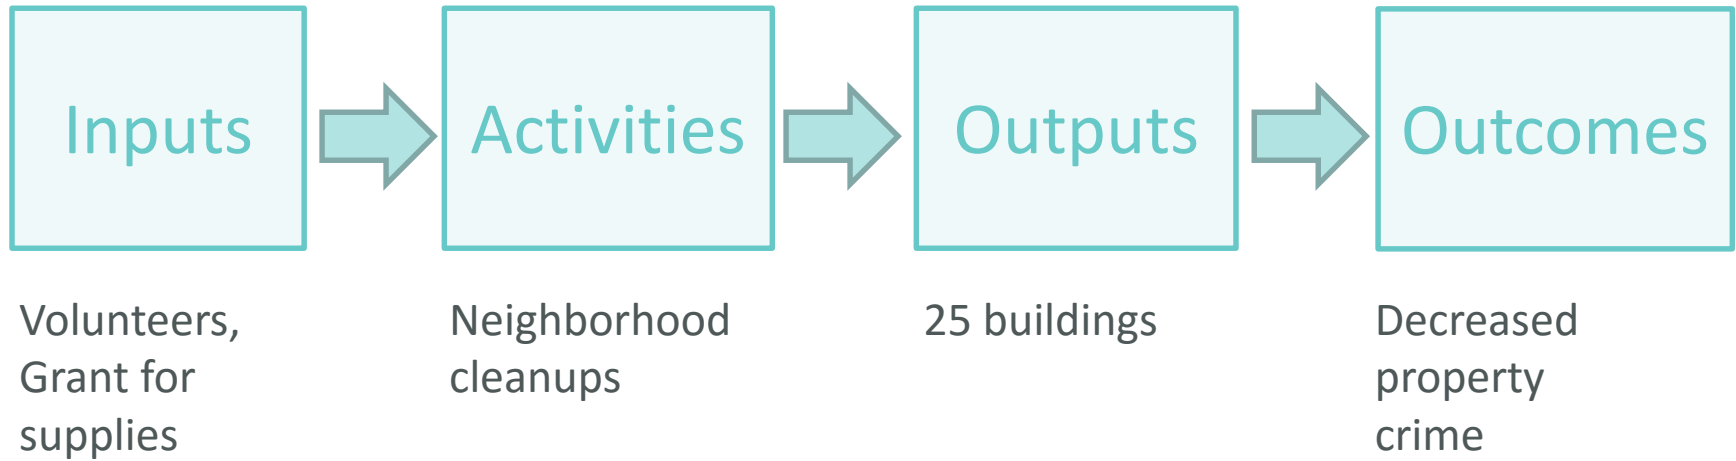 Inputs
Activities
Outputs
Outcomes
Volunteers,
Grant for
supplies
Neighborhood
cleanups
25 buildings
Decreased
property
crime